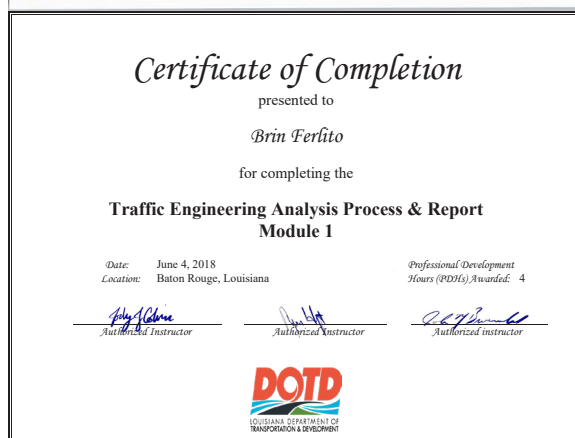 Certificate of Completion
presented to
Brin Ferlito
for completing the
Traffic Engineering Analysis Process & Report
Module 1
Date: June 4, 2018
Location: Baton Rouge, Louisiana
Professional Development
Hours (PDHs) Awarded: 4
Authorized Instructor
Authorized Instructor
Authorized instructor
DOTD
LOUISIANA DEPARTMENT OF
TRANSPORTATION & DEVELOPMENT